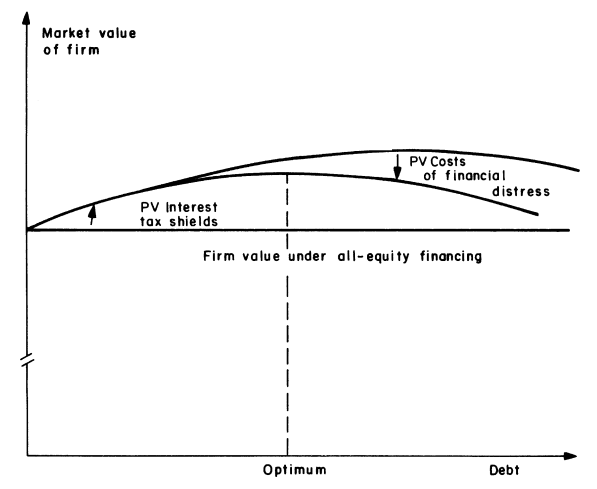 Market value
of firm
PV Costs
of financial
distress
PV Interest
tax shields
Firm value under all-equity financing
Optimum
Debt